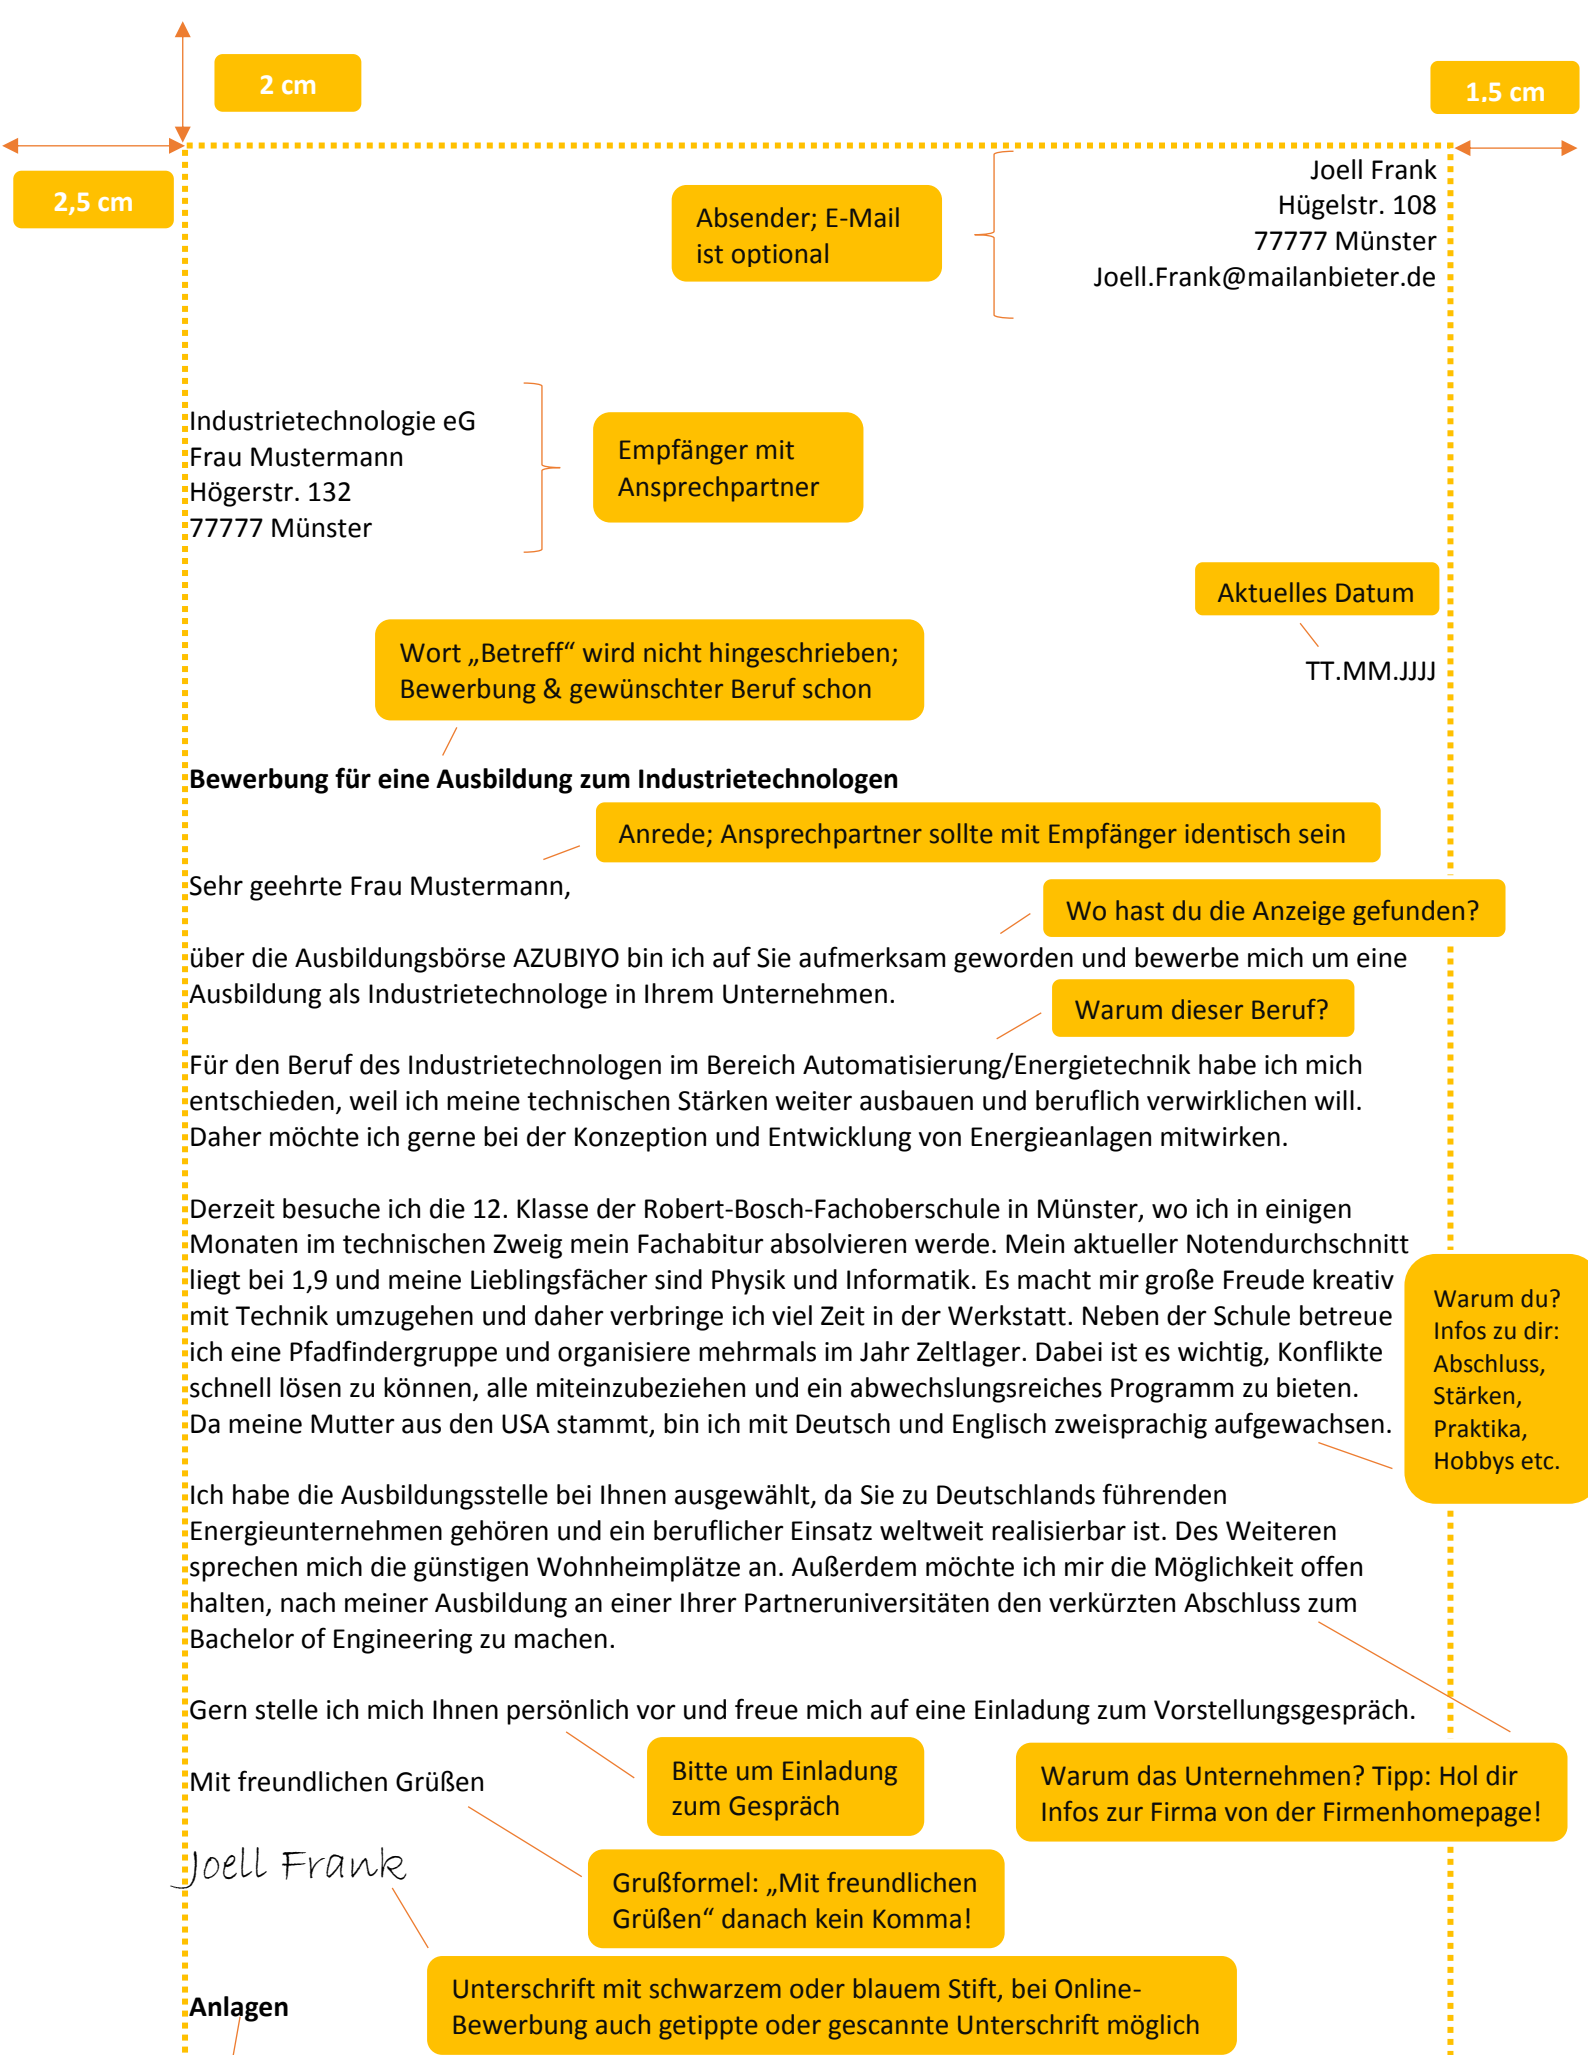 2 cm
1,5 cm
2,5 cm
Absender; E-Mail
ist optional
Joell Frank
Hügelstr. 108
77777 Münster
Joell.Frank@mailanbieter.de
Industrietechnologie eG
Frau Mustermann
Högerstr. 132
77777 Münster
Empfänger mit
Ansprechpartner
Aktuelles Datum
TT.MM.JJJJ
Wort „Betreff“ wird nicht hingeschrieben;
Bewerbung & gewünschter Beruf schon
Bewerbung für eine Ausbildung zum Industrietechnologen
Anrede; Ansprechpartner sollte mit Empfänger identisch sein
Sehr geehrte Frau Mustermann,
Wo hast du die Anzeige gefunden?
über die Ausbildungsbörse AZUBIYO bin ich auf Sie aufmerksam geworden und bewerbe mich um eine
Ausbildung als Industrietechnologe in Ihrem Unternehmen.
Warum dieser Beruf?
Für den Beruf des Industrietechnologen im Bereich Automatisierung/Energietechnik habe ich mich
entschieden, weil ich meine technischen Stärken weiter ausbauen und beruflich verwirklichen will.
Daher möchte ich gerne bei der Konzeption und Entwicklung von Energieanlagen mitwirken.
Derzeit besuche ich die 12. Klasse der Robert-Bosch-Fachoberschule in Münster, wo ich in einigen
Monaten im technischen Zweig mein Fachabitur absolvieren werde. Mein aktueller Notendurchschnitt
liegt bei 1,9 und meine Lieblingsfächer sind Physik und Informatik. Es macht mir große Freude kreativ
mit Technik umzugehen und daher verbringe ich viel Zeit in der Werkstatt. Neben der Schule betreue
ich eine Pfadfindergruppe und organisiere mehrmals im Jahr Zeltlager. Dabei ist es wichtig, Konflikte
schnell lösen zu können, alle miteinzubeziehen und ein abwechslungsreiches Programm zu bieten.
Da meine Mutter aus den USA stammt, bin ich mit Deutsch und Englisch zweisprachig aufgewachsen.
Warum du?
Infos zu dir:
Abschluss,
Stärken,
Praktika,
Hobbys etc.
Ich habe die Ausbildungsstelle bei Ihnen ausgewählt, da Sie zu Deutschlands führenden
Energieunternehmen gehören und ein beruflicher Einsatz weltweit realisierbar ist. Des Weiteren
sprechen mich die günstigen Wohnheimplätze an. Außerdem möchte ich mir die Möglichkeit offen
halten, nach meiner Ausbildung an einer Ihrer Partneruniversitäten den verkürzten Abschluss zum
Bachelor of Engineering zu machen.
Gern stelle ich mich Ihnen persönlich vor und freue mich auf eine Einladung zum Vorstellungsgespräch.
Bitte um Einladung
zum Gespräch
Warum das Unternehmen? Tipp: Hol dir
Infos zur Firma von der Firmenhomepage!
Mit freundlichen Grüßen
Joell Frank
Grußformel: „Mit freundlichen
Grüßen“ danach kein Komma!
Unterschrift mit schwarzem oder blauem Stift, bei Online-
Bewerbung auch getippte oder gescannte Unterschrift möglich
Anlagen